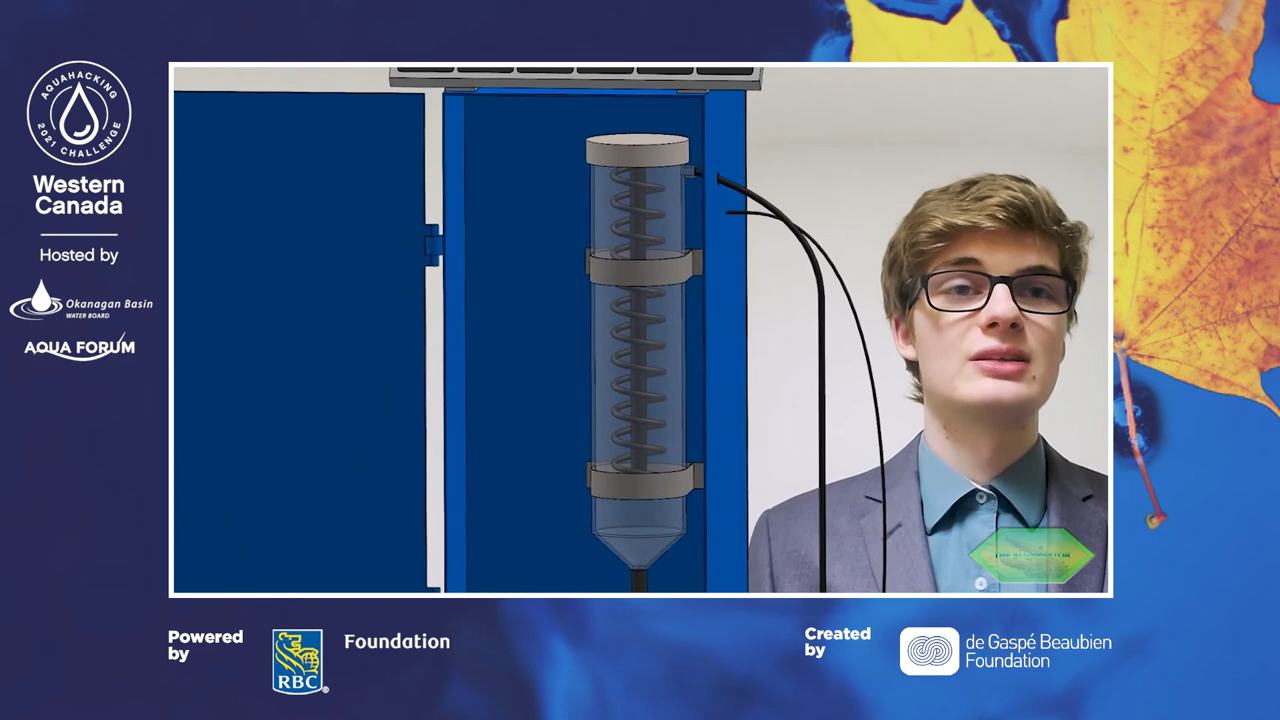 AQUAHACKING
2021 CHALLENGE
Western
Canada
Hosted by
Okanagan Basin
WATER BOARD
AQUA FORUM
Powered
by
RBC®
Foundation
Created
by
de Gaspé Beaubien
Foundation